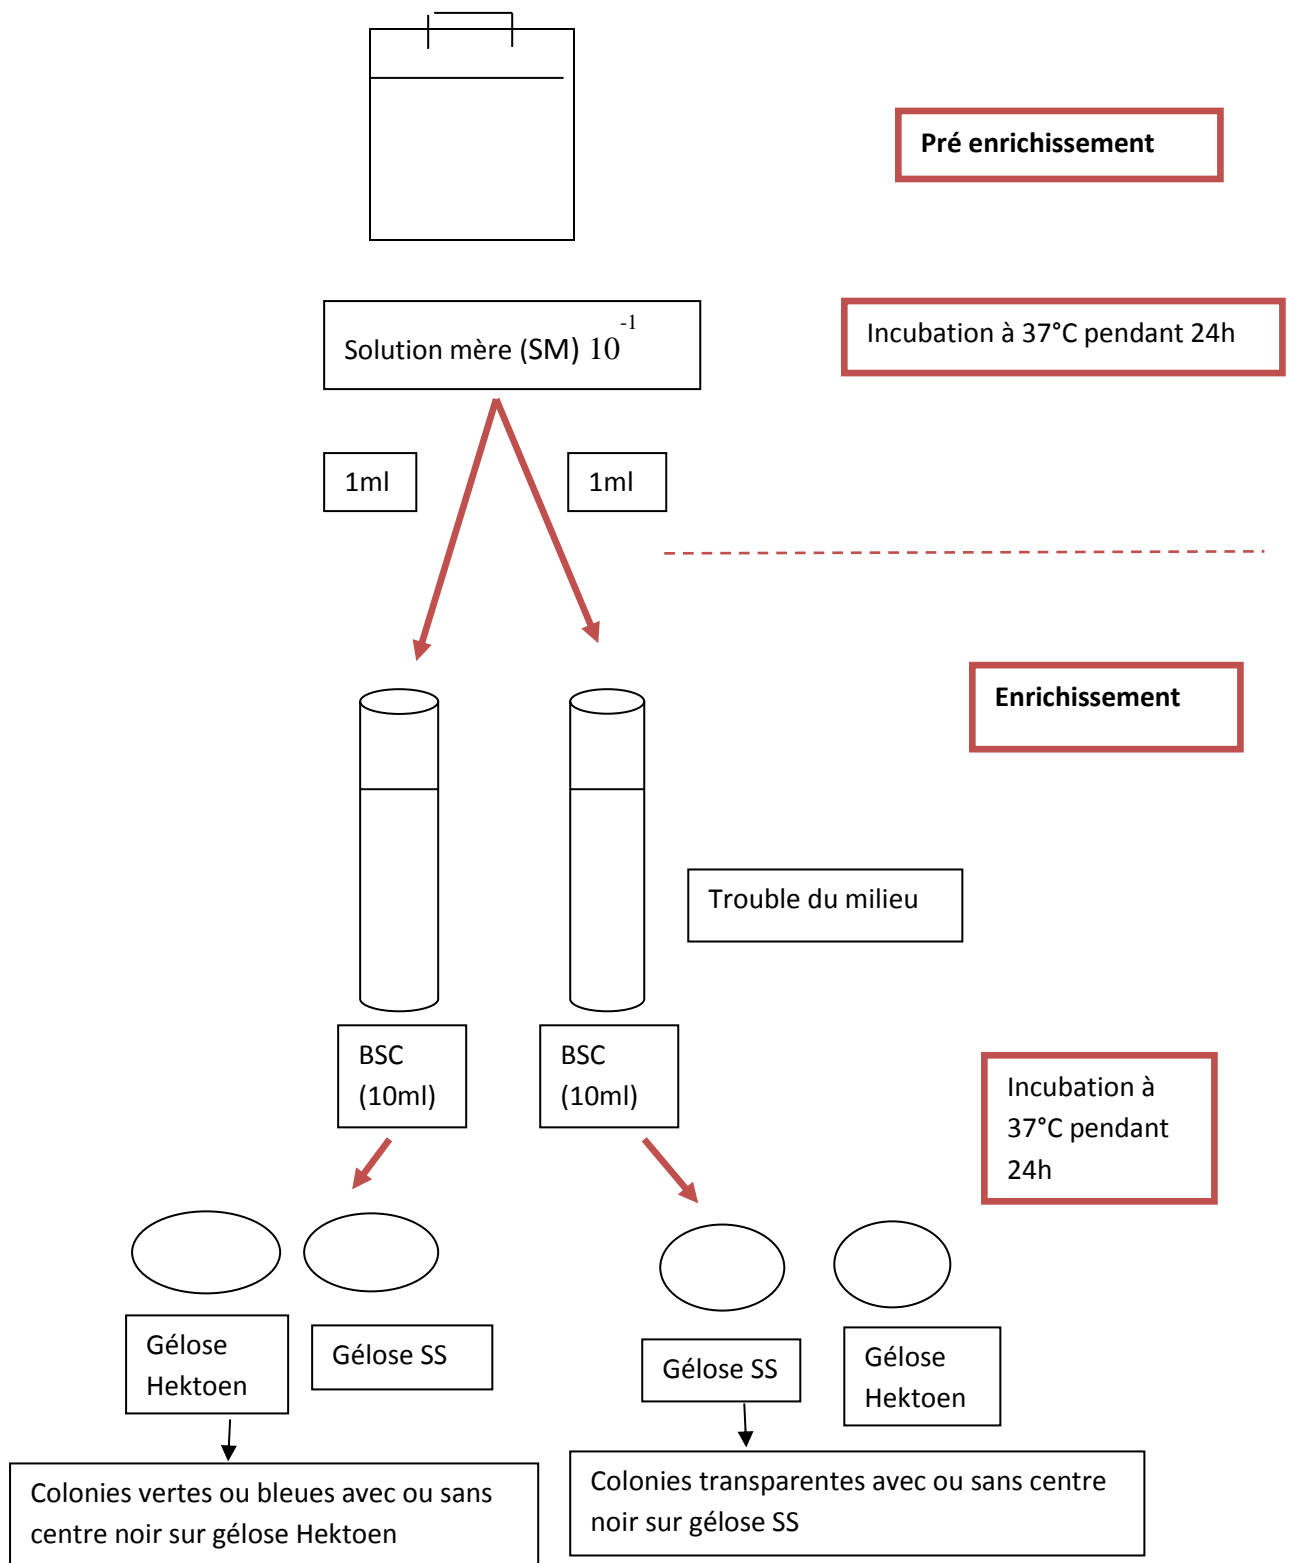 Pré enrichissement
Solution mère (SM) 10⁻¹
Incubation à 37°C pendant 24h
1ml
1ml
Enrichissement
Trouble du milieu
BSC
(10ml)
BSC
(10ml)
Incubation à
37°C pendant
24h
Gélose
Hektoen
Gélose SS
Gélose SS
Gélose
Hektoen
Colonies vertes ou bleues avec ou sans
centre noir sur gélose Hektoen
Colonies transparentes avec ou sans centre
noir sur gélose SS